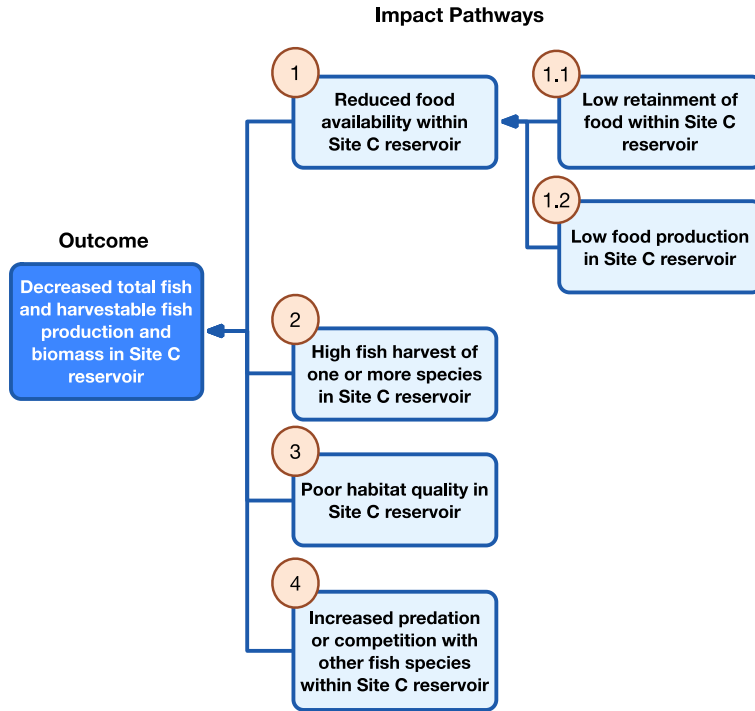 Impact Pathways
1
Reduced food
availability within
Site C reservoir
1.1
Low retainment of
food within Site C
reservoir
1.2
Low food production
in Site C reservoir
Outcome
Decreased total fish
and harvestable fish
production and
biomass in Site C
reservoir
2
High fish harvest of
one or more species
in Site C reservoir
3
Poor habitat quality in
Site C reservoir
4
Increased predation
or competition with
other fish species
within Site C reservoir